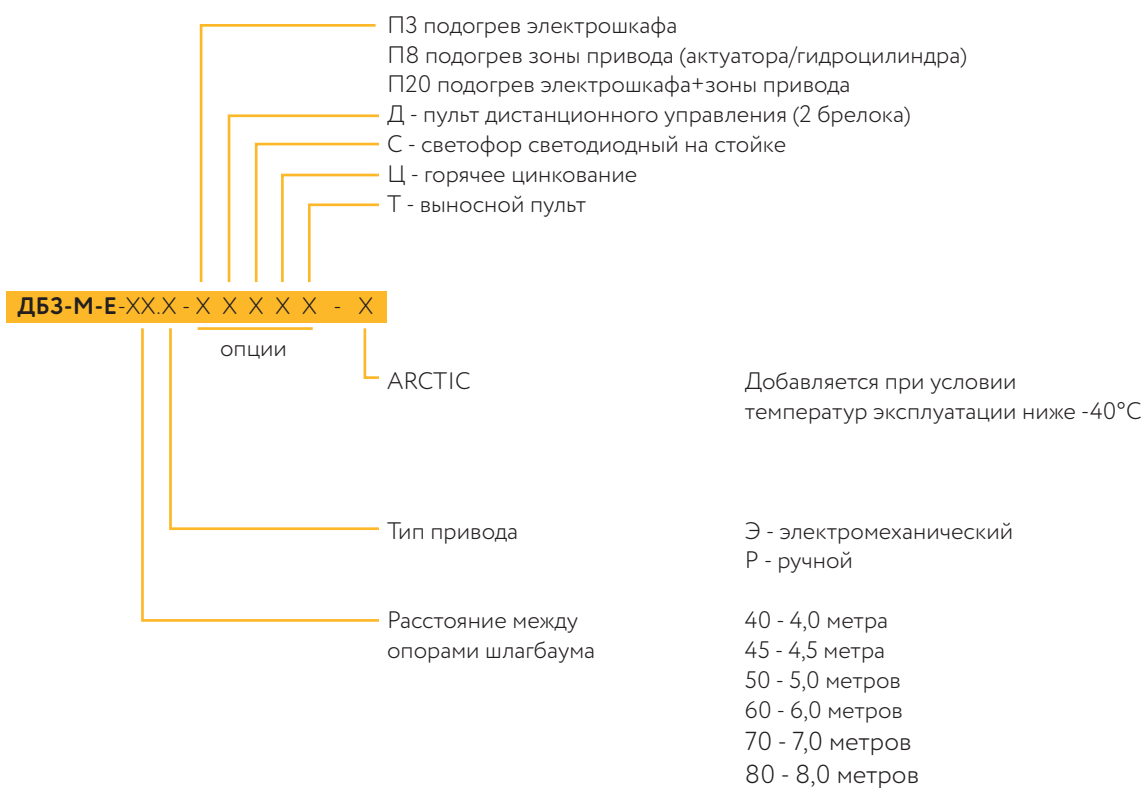 П3 подогрев электрошкафа
П8 подогрев зоны привода (актуатора/гидроцилиндра)
П20 подогрев электрошкафа+зоны привода
Д - пульт дистанционного управления (2 брелока)
С - светофор светодиодный на стойке
Ц - горячее цинкование
Т - выносной пульт
ДБЗ-М-Е-ХХ.Х - Х Х Х Х Х - Х
опции
ARCTIC
Добавляется при условии
температур эксплуатации ниже -40°С
Тип привода
Э - электромеханический
Р - ручной
Расстояние между
опорами шлагбаума
40 - 4,0 метра
45 - 4,5 метра
50 - 5,0 метров
60 - 6,0 метров
70 - 7,0 метров
80 - 8,0 метров